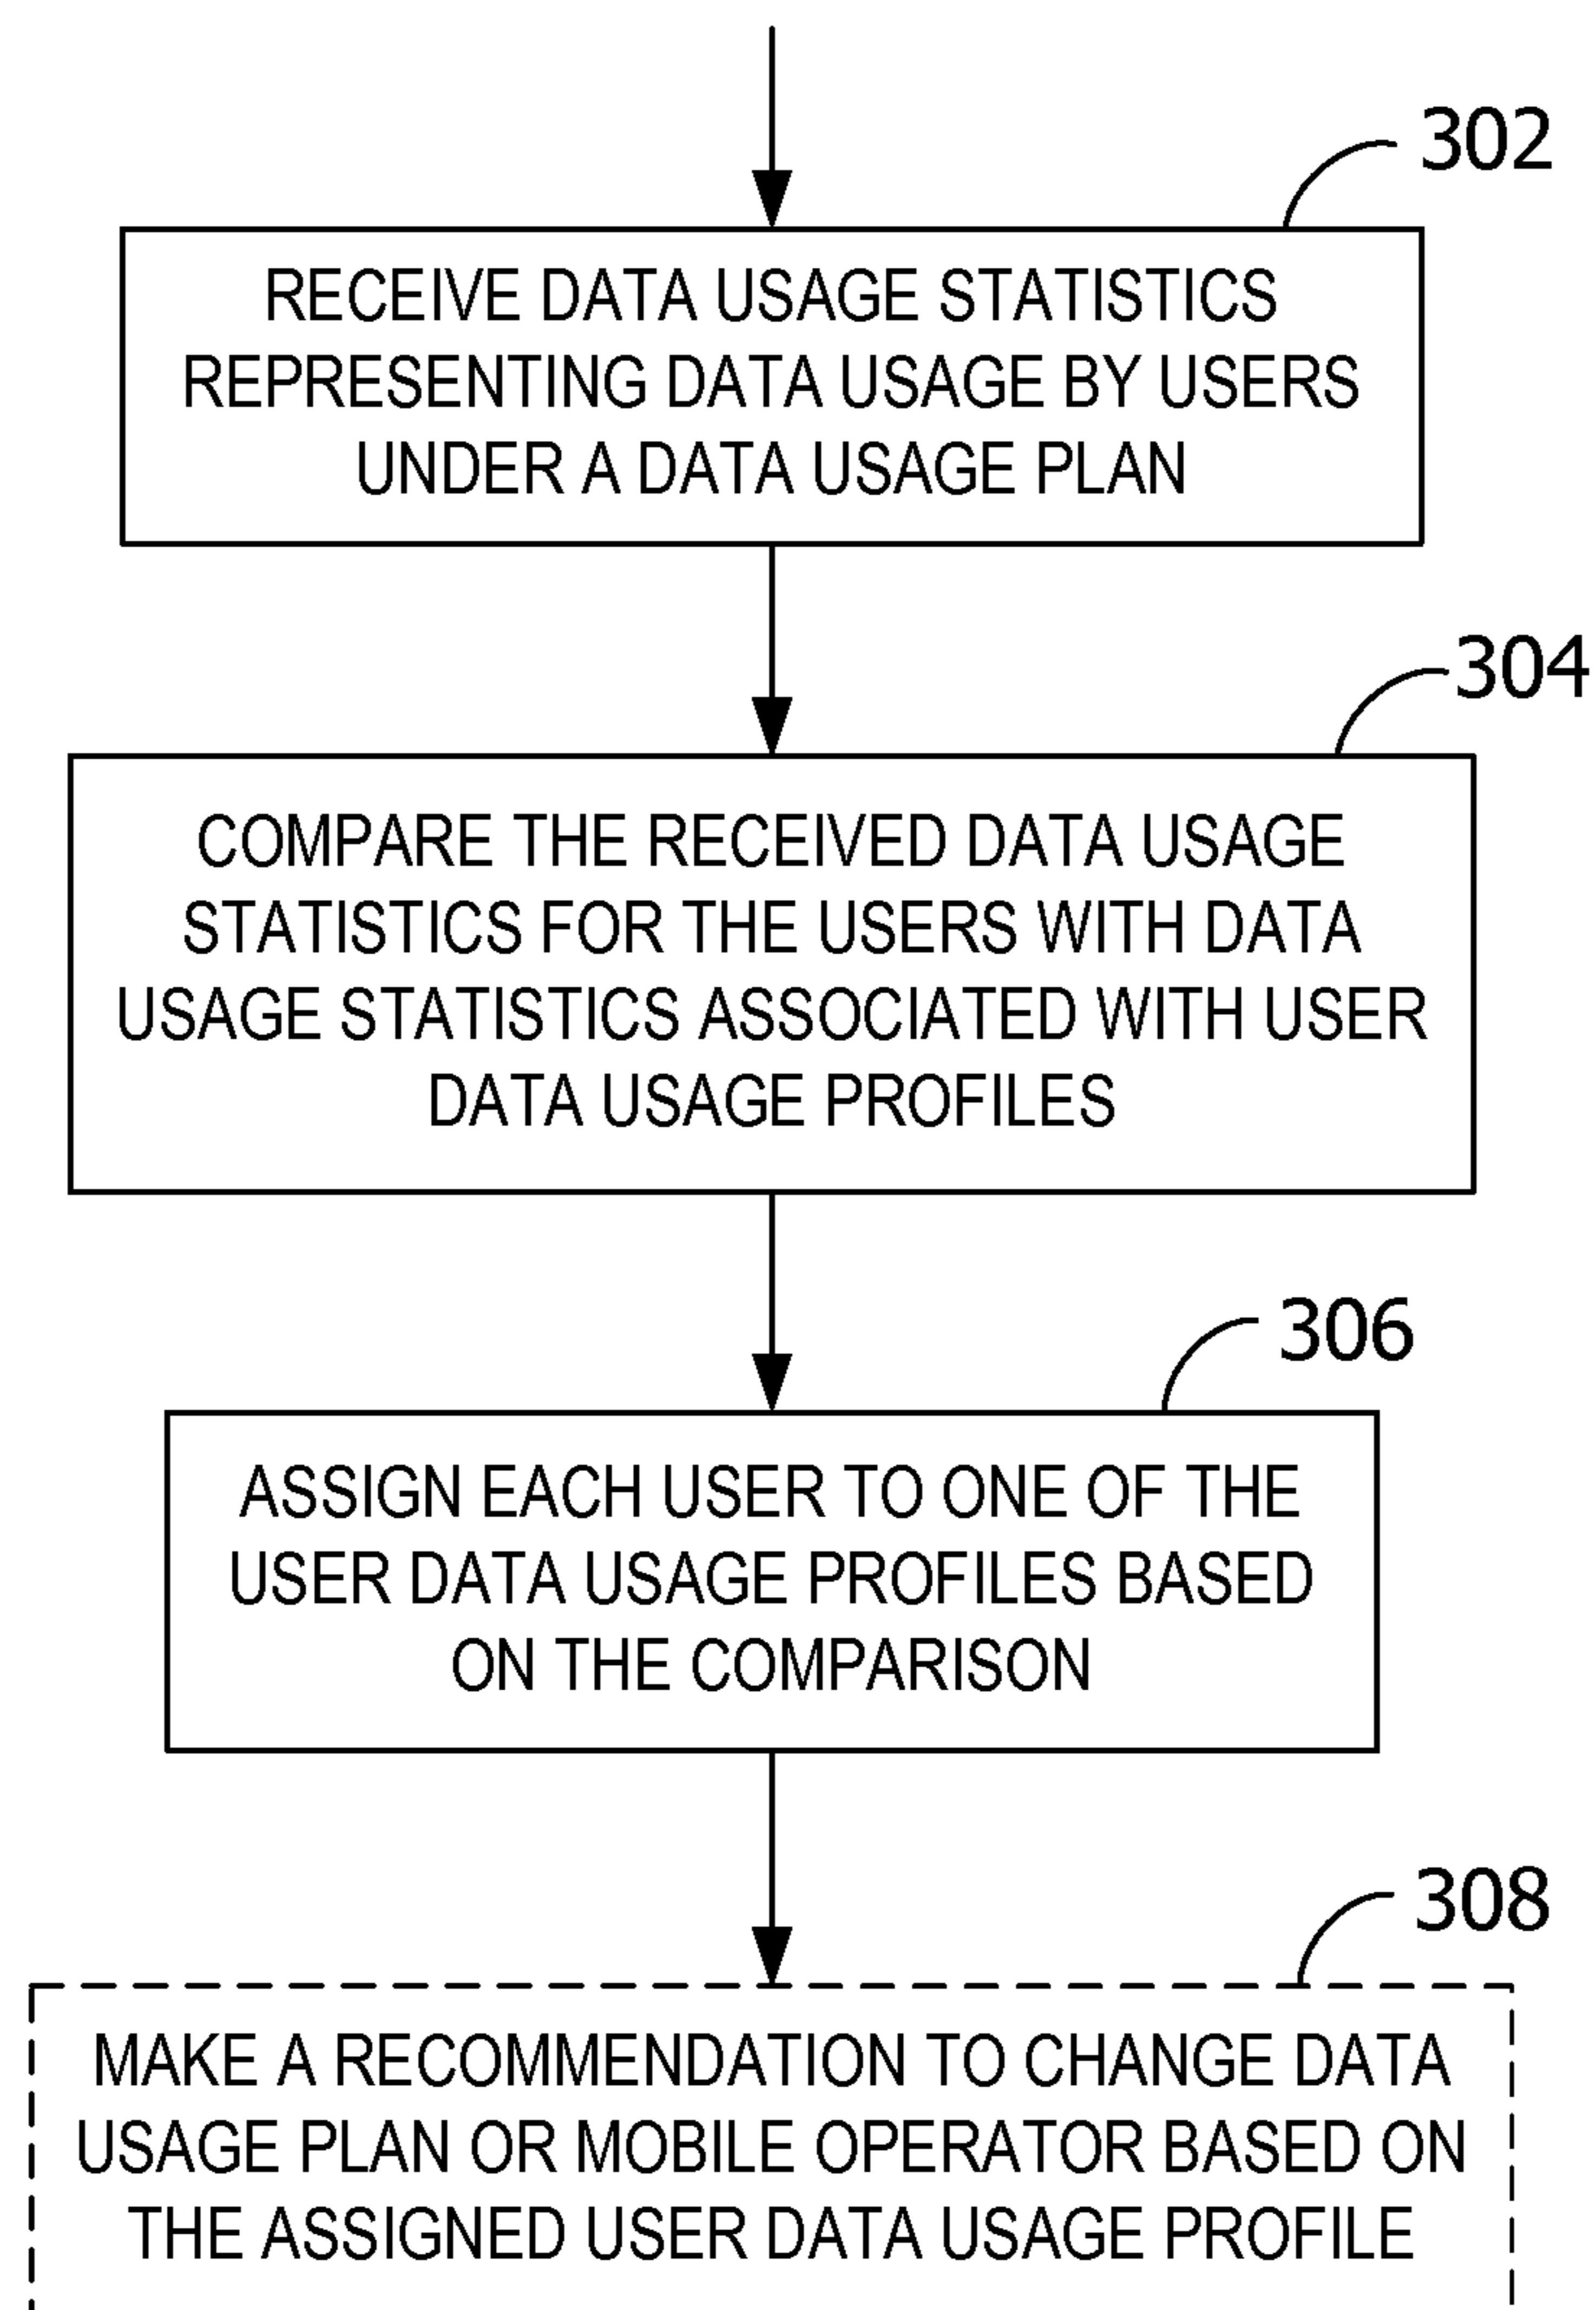 302
RECEIVE DATA USAGE STATISTICS
REPRESENTING DATA USAGE BY USERS
UNDER A DATA USAGE PLAN
304
COMPARE THE RECEIVED DATA USAGE
STATISTICS FOR THE USERS WITH DATA
USAGE STATISTICS ASSOCIATED WITH USER
DATA USAGE PROFILES
306
ASSIGN EACH USER TO ONE OF THE
USER DATA USAGE PROFILES BASED
ON THE COMPARISON
308
MAKE A RECOMMENDATION TO CHANGE DATA
USAGE PLAN OR MOBILE OPERATOR BASED ON
THE ASSIGNED USER DATA USAGE PROFILE